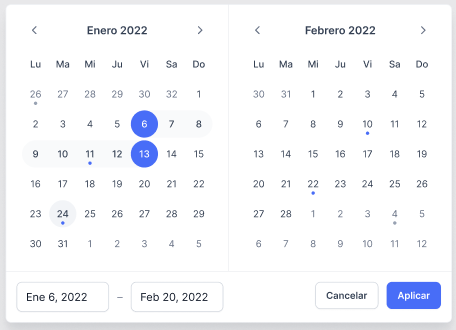 Enero 2022
Lu Ma Mi Ju Vi Sa Do
26 27 28 29 30 32 1
2 3 4 5 6 7 8
9 10 11 12 13 14 15
16 17 18 19 20 21 22
23 24 25 26 27 28 29
30 31 1 2 3 4 5
Febrero 2022
Lu Ma Mi Ju Vi Sa Do
30 31 1 2 3 4 5
6 7 8 9 10 11 12
13 14 15 16 17 18 19
20 21 22 23 24 25 26
27 28 1 2 3 4 5
6 7 8 9 10 11 12
Ene 6, 2022 – Feb 20, 2022
Cancelar Aplicar